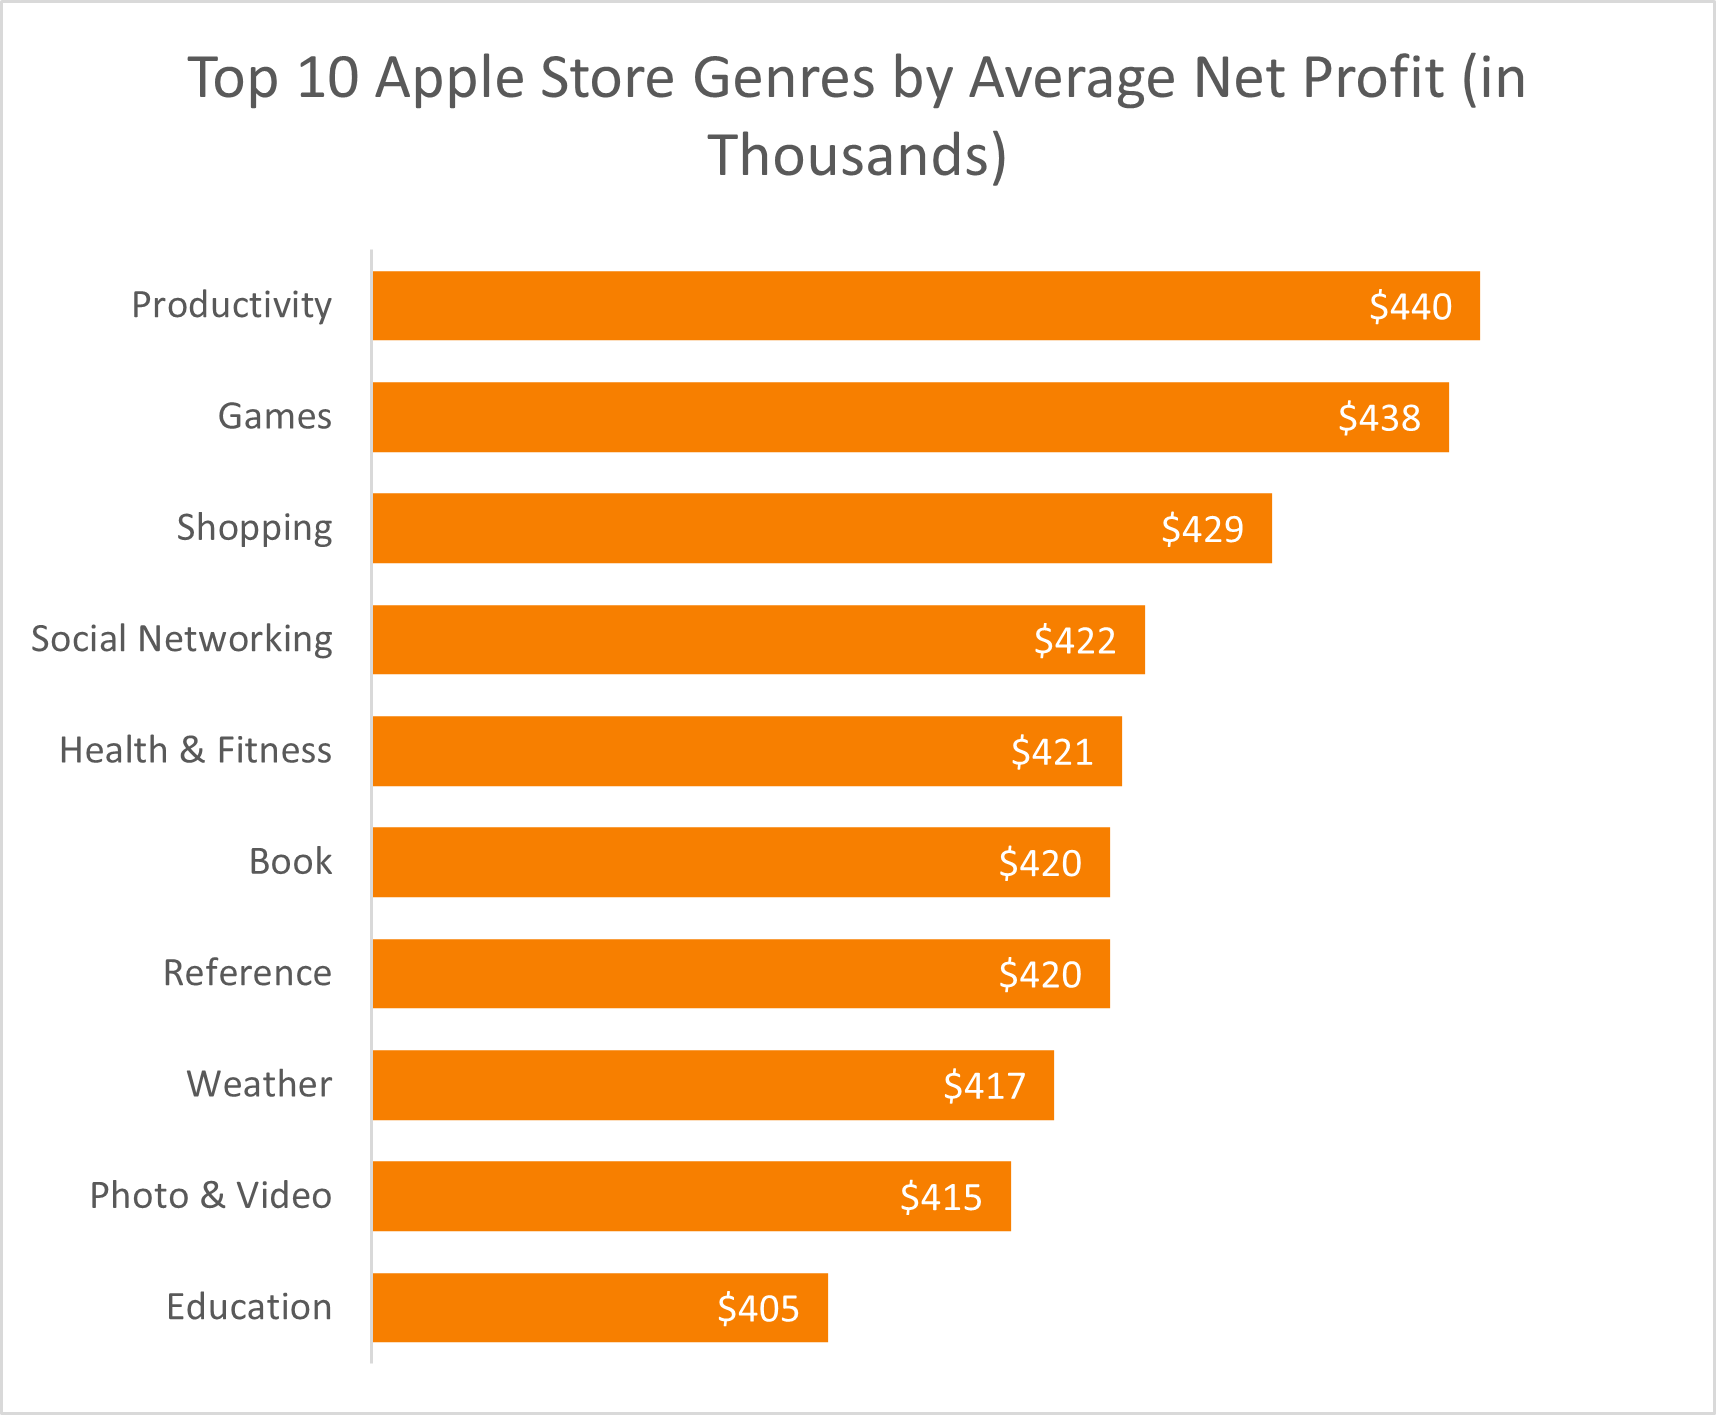 Top 10 Apple Store Genres by Average Net Profit (in
Thousands)
Productivity $440
Games $438
Shopping $429
Social Networking $422
Health & Fitness $421
Book $420
Reference $420
Weather $417
Photo & Video $415
Education $405